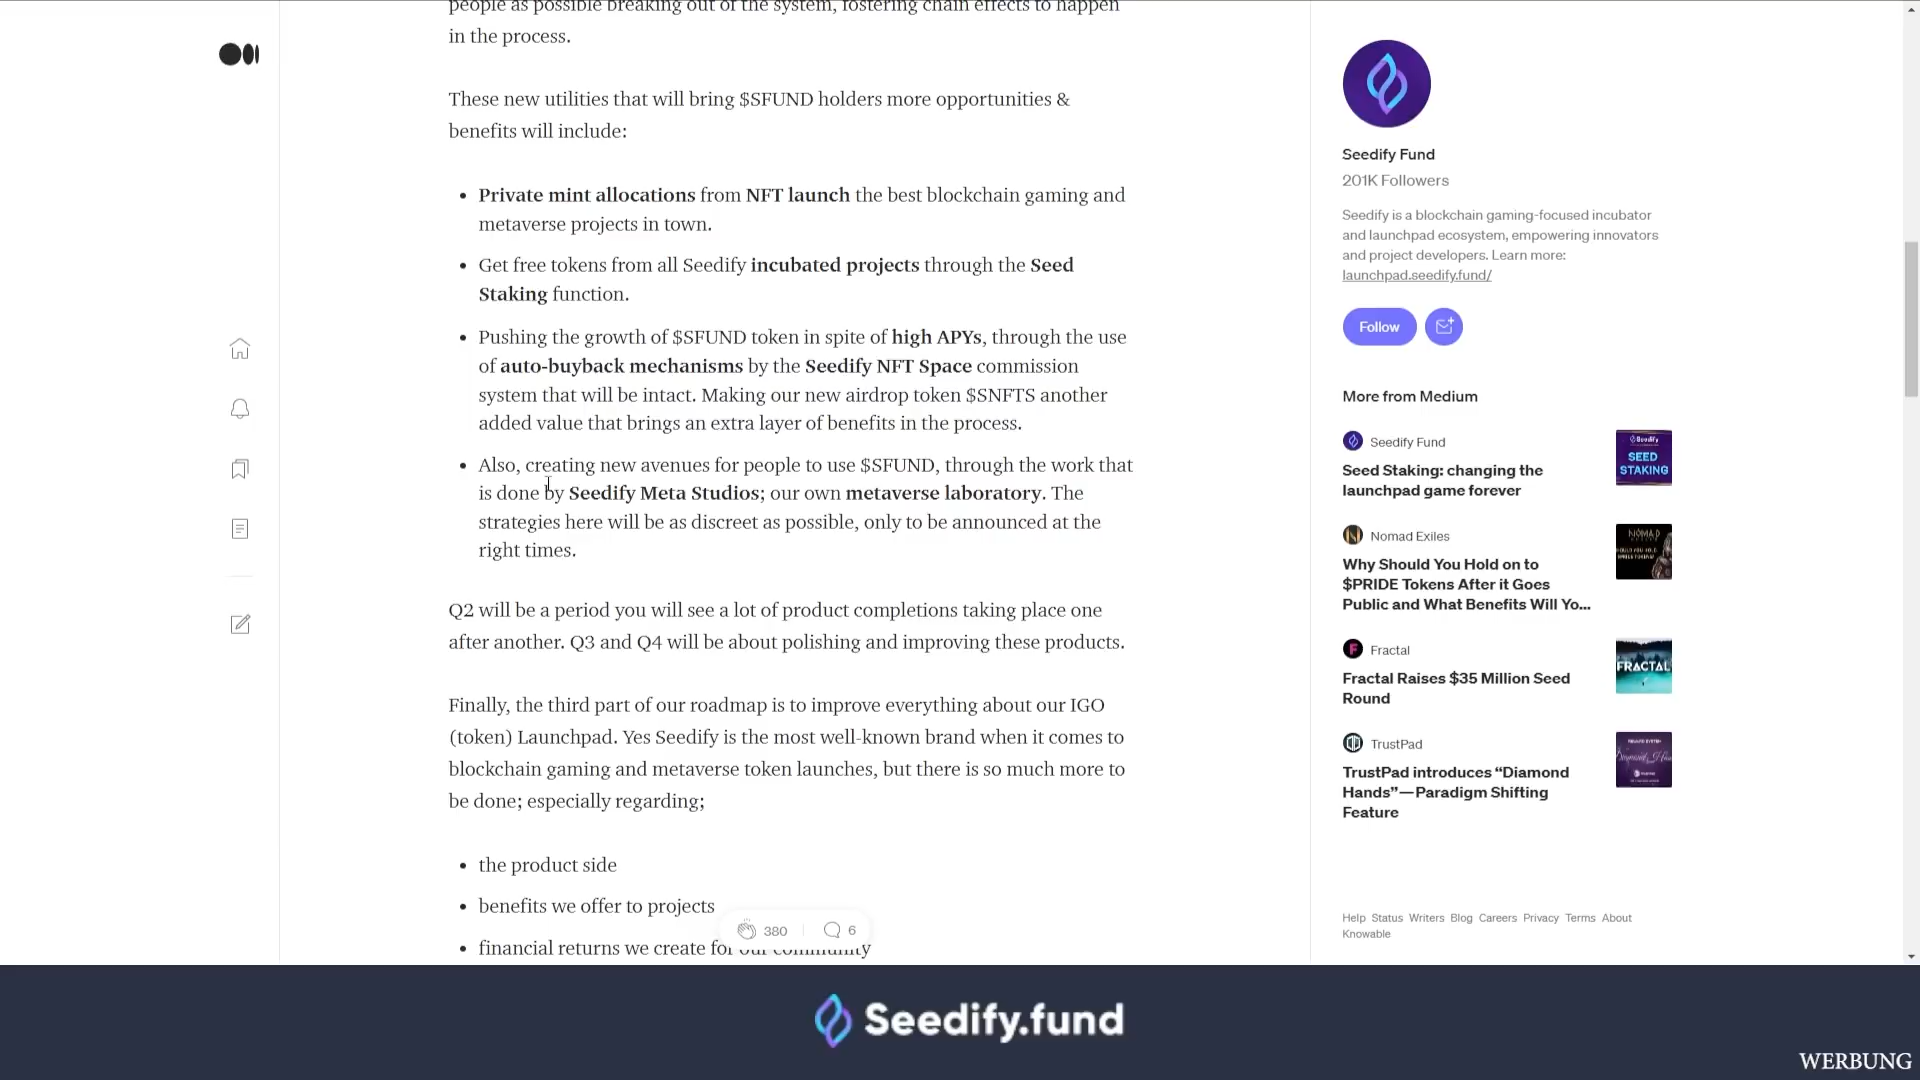 people as possible breaking out of the system, fostering chain effects to happen
in the process.
These new utilities that will bring $SFUND holders more opportunities &
benefits will include:
• Private mint allocations from NFT launch the best blockchain gaming and
metaverse projects in town.
• Get free tokens from all Seedify incubated projects through the Seed
Staking function.
• Pushing the growth of $SFUND token in spite of high APYs, through the use
of auto-buyback mechanisms by the Seedify NFT Space commission
system that will be intact. Making our new airdrop token $SNFTS another
added value that brings an extra layer of benefits in the process.
• Also, creating new avenues for people to use $SFUND, through the work that
is done by Seedify Meta Studios; our own metaverse laboratory. The
strategies here will be as discreet as possible, only to be announced at the
right times.
Q2 will be a period you will see a lot of product completions taking place one
after another. Q3 and Q4 will be about polishing and improving these products.
Finally, the third part of our roadmap is to improve everything about our IGO
(token) Launchpad. Yes Seedify is the most well-known brand when it comes to
blockchain gaming and metaverse token launches, but there is so much more to
be done; especially regarding;
• the product side
• benefits we offer to projects
• financial returns we create for our community
380 6
Seedify Fund
201K Followers
Seedify is a blockchain gaming-focused incubator
and launchpad ecosystem, empowering innovators
and project developers. Learn more:
launchpad.seedify.fund/
Follow
More from Medium
Seedify Fund
Seed Staking: changing the
launchpad game forever
Seedify
SEED
STAKING
Nomad Exiles
Why Should You Hold on to
$PRIDE Tokens After it Goes
Public and What Benefits Will Yo...
NOMAD
Fractal
Fractal Raises $35 Million Seed
Round
FRACTAL
TrustPad
TrustPad introduces “Diamond
Hands”—Paradigm Shifting
Feature
Help Status Writers Blog Careers Privacy Terms About
Knowable
Seedify.fund
WERBUNG